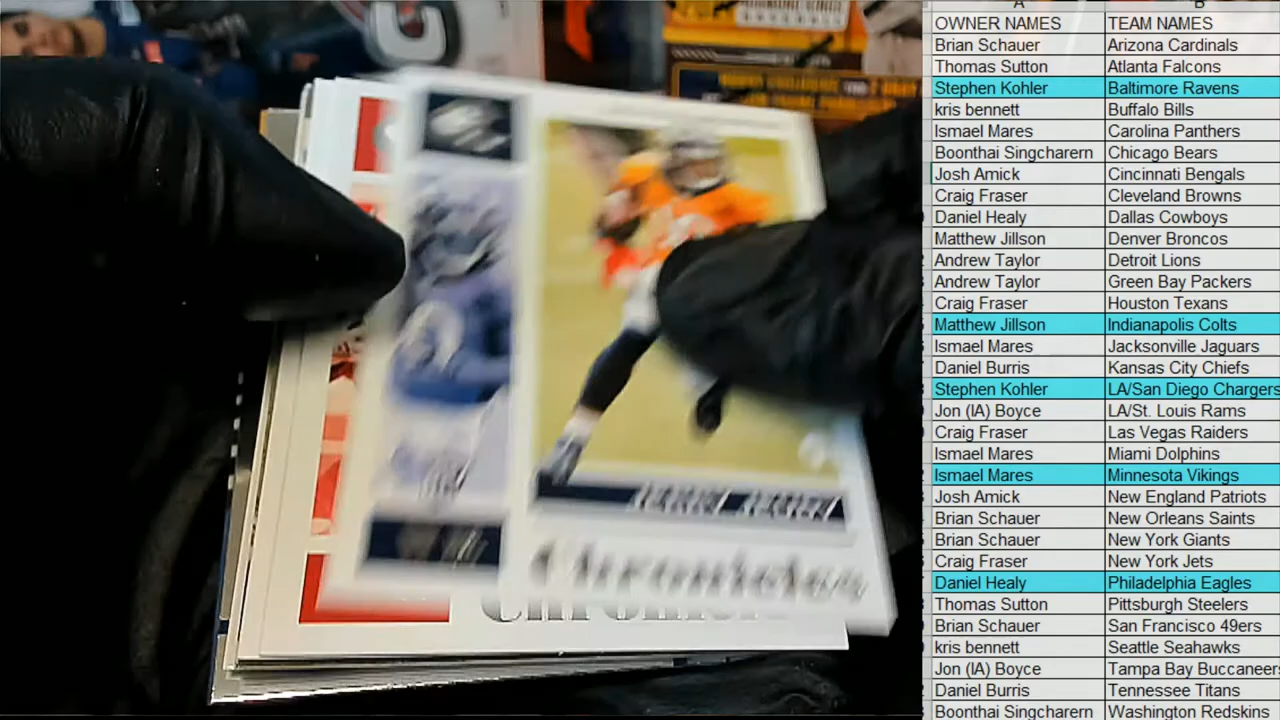 A B
OWNER NAMES TEAM NAMES
Brian Schauer Arizona Cardinals
Thomas Sutton Atlanta Falcons
Stephen Kohler Baltimore Ravens
kris bennett Buffalo Bills
Ismael Mares Carolina Panthers
Boonthai Singcharern Chicago Bears
Josh Amick Cincinnati Bengals
Craig Fraser Cleveland Browns
Daniel Healy Dallas Cowboys
Matthew Jillson Denver Broncos
Andrew Taylor Detroit Lions
Andrew Taylor Green Bay Packers
Craig Fraser Houston Texans
Matthew Jillson Indianapolis Colts
Ismael Mares Jacksonville Jaguars
Daniel Burris Kansas City Chiefs
Stephen Kohler LA/San Diego Chargers
Jon (IA) Boyce LA/St. Louis Rams
Craig Fraser Las Vegas Raiders
Ismael Mares Miami Dolphins
Ismael Mares Minnesota Vikings
Josh Amick New England Patriots
Brian Schauer New Orleans Saints
Brian Schauer New York Giants
Craig Fraser New York Jets
Daniel Healy Philadelphia Eagles
Thomas Sutton Pittsburgh Steelers
Brian Schauer San Francisco 49ers
kris bennett Seattle Seahawks
Jon (IA) Boyce Tampa Bay Buccaneer
Daniel Burris Tennessee Titans
Boonthai Singcharern Washington Redskins
Chronicles